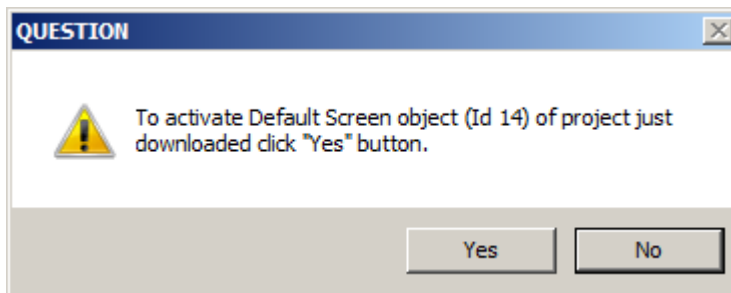 QUESTION
To activate Default Screen object (Id 14) of project just
downloaded click "Yes" button.
Yes
No